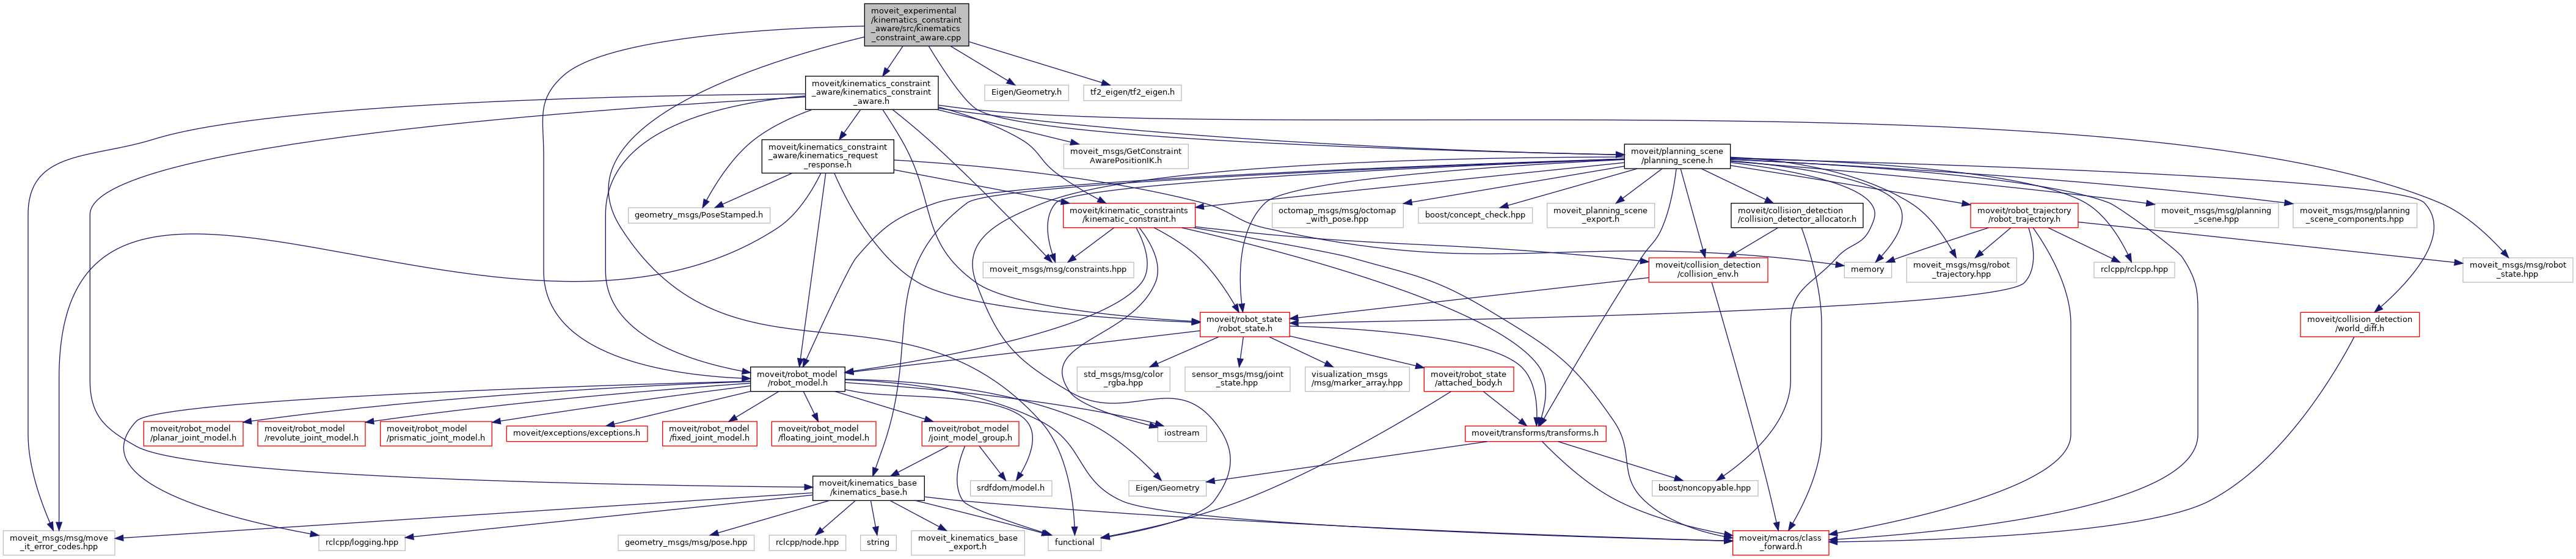 moveit_experimental
/kinematics_constraint
_aware/src/kinematics
_constraint_aware.cpp
moveit/kinematics_constraint
_aware/kinematics_constraint
_aware.h
Eigen/Geometry.h
tf2_eigen/tf2_eigen.h
moveit/kinematics_constraint
_aware/kinematics_request
_response.h
moveit_msgs/GetConstraint
AwarePositionIK.h
moveit/planning_scene
/planning_scene.h
geometry_msgs/PoseStamped.h
moveit/kinematic_constraints
/kinematic_constraint.h
octomap_msgs/msg/octomap
_with_pose.hpp
boost/concept_check.hpp
moveit_planning_scene
_export.h
moveit/collision_detection
/collision_detector_allocator.h
moveit/robot_trajectory
/robot_trajectory.h
moveit_msgs/msg/planning
_scene.hpp
moveit_msgs/msg/planning
_scene_components.hpp
moveit_msgs/msg/constraints.hpp
moveit/collision_detection
/collision_env.h
memory
moveit_msgs/msg/robot
_trajectory.hpp
rclcpp/rclcpp.hpp
moveit_msgs/msg/robot
_state.hpp
moveit/robot_state
/robot_state.h
moveit/collision_detection
/world_diff.h
moveit/robot_model
/robot_model.h
std_msgs/msg/color
_rgba.hpp
sensor_msgs/msg/joint
_state.hpp
visualization_msgs
/msg/marker_array.hpp
moveit/robot_state
/attached_body.h
moveit/robot_model
/planar_joint_model.h
moveit/robot_model
/revolute_joint_model.h
moveit/robot_model
/prismatic_joint_model.h
moveit/exceptions/exceptions.h
moveit/robot_model
/fixed_joint_model.h
moveit/robot_model
/floating_joint_model.h
moveit/robot_model
/joint_model_group.h
iostream
moveit/transforms/transforms.h
moveit/kinematics_base
/kinematics_base.h
srdfdom/model.h
Eigen/Geometry
boost/noncopyable.hpp
moveit_msgs/msg/move
_it_error_codes.hpp
rclcpp/logging.hpp
geometry_msgs/msg/pose.hpp
rclcpp/node.hpp
string
moveit_kinematics_base
_export.h
functional
moveit/macros/class
_forward.h